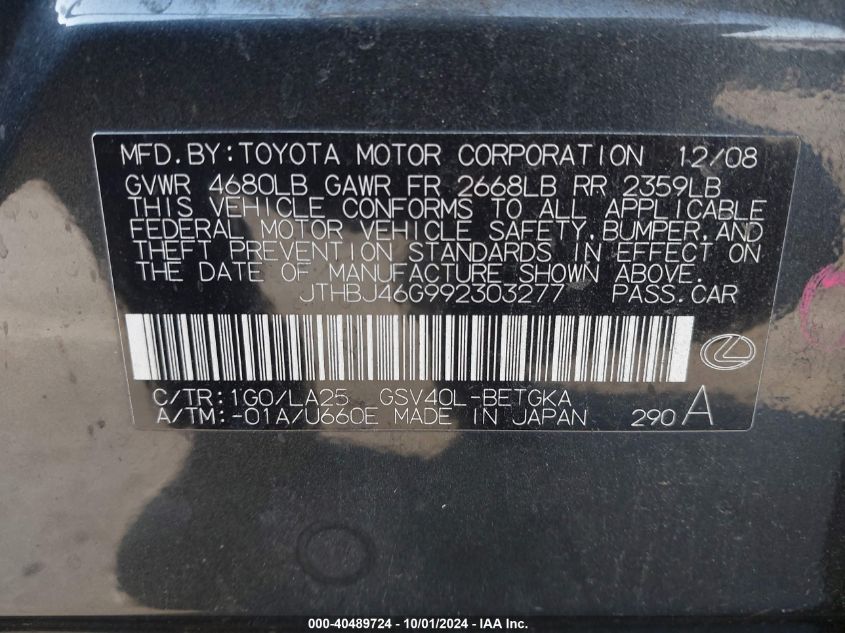 MFD.BY:TOYOTA MOTOR CORPORATION 12/08
GVWR 4680LB GAWR FR 2668LB RR 2359LB
THIS VEHICLE CONFORMS TO ALL APPLICABLE
FEDERAL MOTOR VEHICLE SAFETY,BUMPER,AND
THEFT PREVENTION STANDARDS IN EFFECT ON
THE DATE OF MANUFACTURE SHOWN ABOVE.
JTHBJ46G992303277 PASS.CAR
C/TR:1G0/LA25 GSV40L-BETGKA
A/TM:-01A/U660E MADE IN JAPAN 290 A
000-40489724 - 10/01/2024 - IAA Inc.